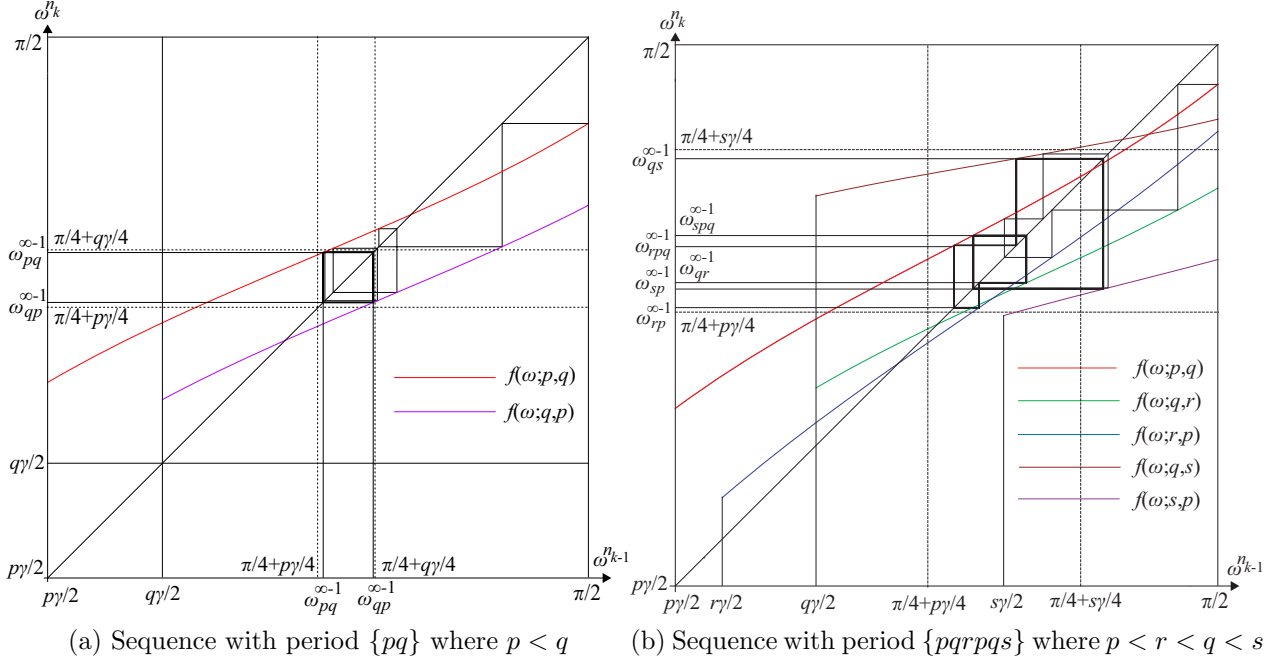 ω^{n_k}
π/2
π/4+qγ/4
ω_{pq}^{∞-1}
ω_{qp}^{∞-1}
π/4+pγ/4
f(ω;p,q)
f(ω;q,p)
qγ/2
pγ/2
π/4+pγ/4
π/4+qγ/4
ω^{n_{k-1}}
pγ/2 qγ/2 ω_{pq}^{∞-1} ω_{qp}^{∞-1} π/2
(a) Sequence with period {pq} where p < q
ω^{n_k}
π/2
π/4+sγ/4
ω_{qs}^{∞-1}
ω_{spq}^{∞-1}
ω_{rpq}^{∞-1}
ω_{qr}^{∞-1}
ω_{sp}^{∞-1}
ω_{rp}^{∞-1}
π/4+pγ/4
f(ω;p,q)
f(ω;q,r)
f(ω;r,p)
f(ω;q,s)
f(ω;s,p)
pγ/2
ω^{n_{k-1}}
pγ/2 rγ/2 qγ/2 π/4+pγ/4 sγ/2 π/4+sγ/4 π/2
(b) Sequence with period {pqrpqs} where p < r < q < s